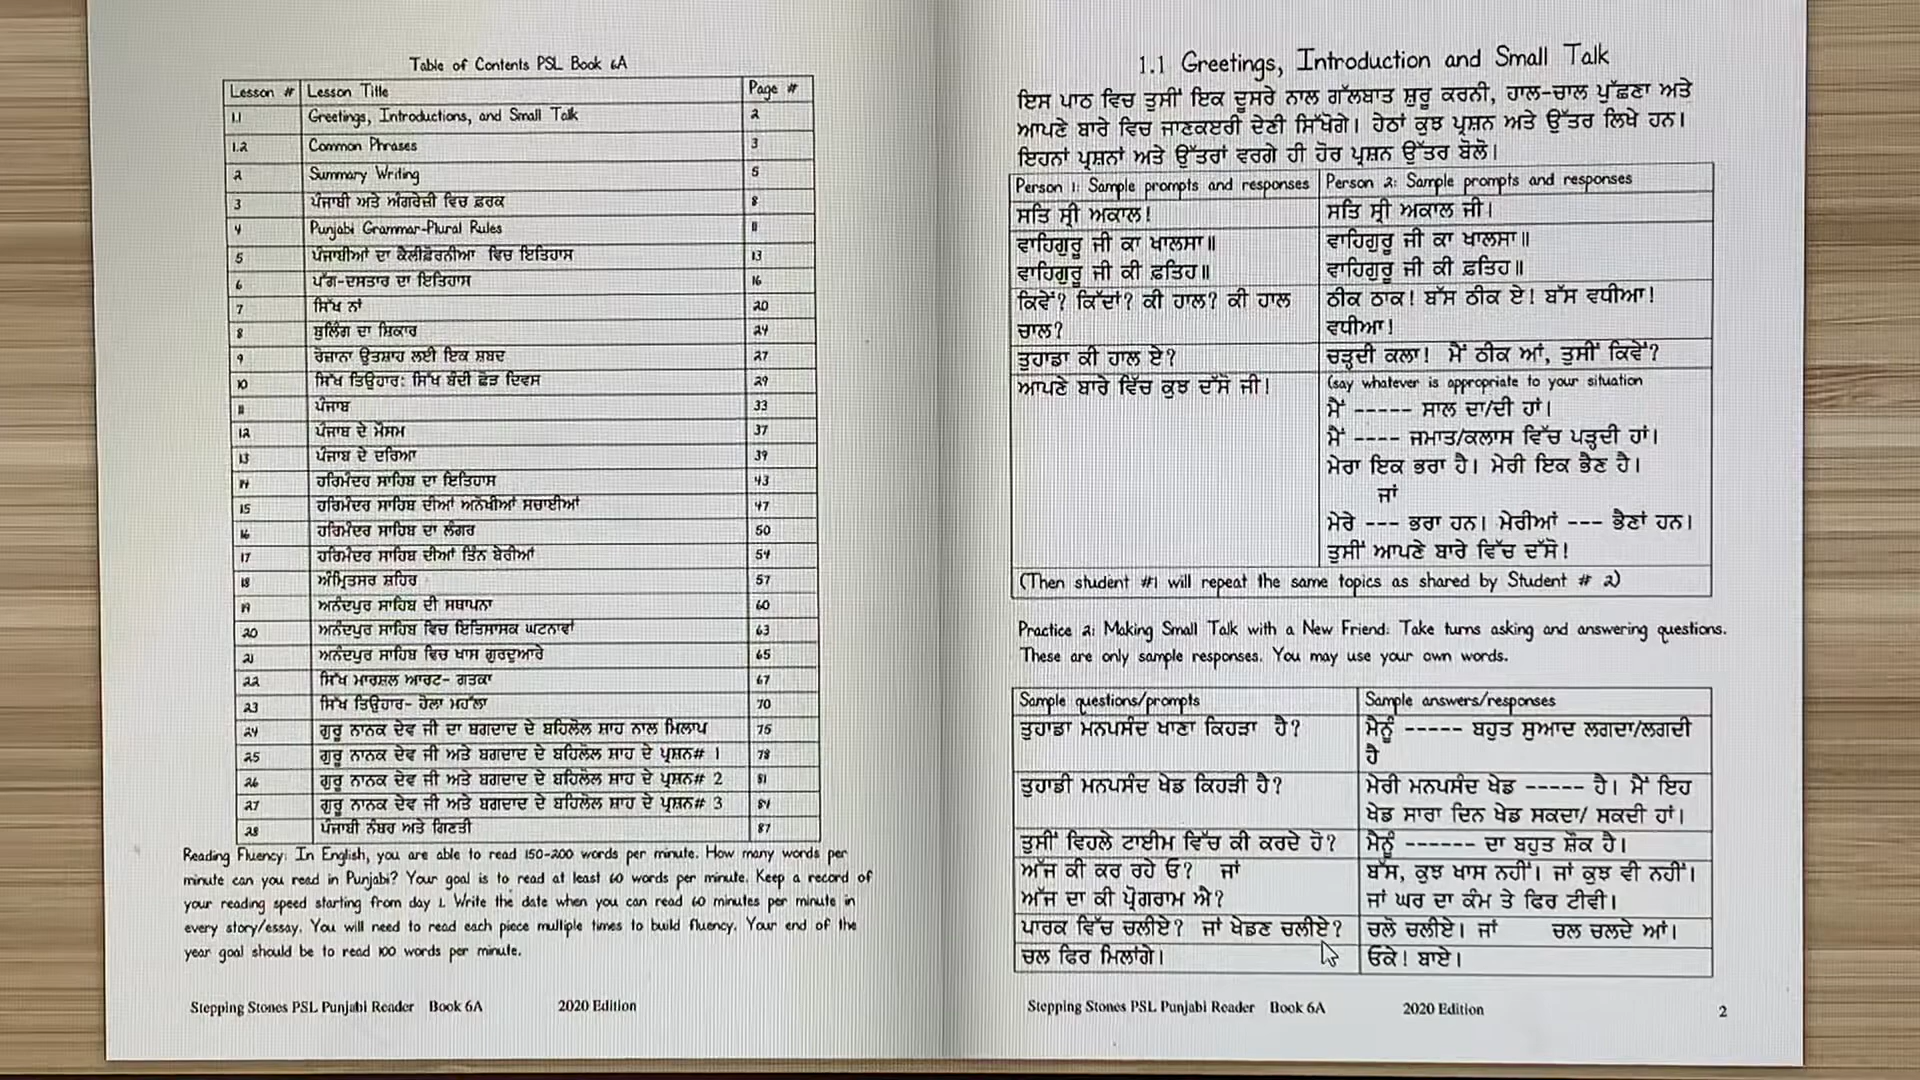 Table of Contents PSL Book 6A
Lesson # Lesson Title Page #
1.1 Greetings, Introductions, and Small Talk 2
1.2 Common Phrases 3
2 Summary Writing 5
3 ਪੰਜਾਬੀ ਅਤੇ ਅੰਗਰੇਜ਼ੀ ਵਿਚ ਫ਼ਰਕ 8
4 Punjabi Grammar-Plural Rules 11
5 ਪੰਜਾਬੀਆਂ ਦਾ ਕੈਲੀਫ਼ੋਰਨੀਆ ਵਿਚ ਇਤਿਹਾਸ 13
6 ਪੱਗ-ਦਸਤਾਰ ਦਾ ਇਤਿਹਾਸ 16
7 ਸਿੱਖ ਨਾਂ 20
8 ਬੁਲਿੰਗ ਦਾ ਸ਼ਿਕਾਰ 24
9 ਰੋਜ਼ਾਨਾ ਉਤਸ਼ਾਹ ਲਈ ਇਕ ਸ਼ਬਦ 27
10 ਸਿੱਖ ਤਿਉਹਾਰ: ਸਿੱਖ ਬੰਦੀ ਛੋੜ ਦਿਵਸ 29
11 ਪੰਜਾਬ 33
12 ਪੰਜਾਬ ਦੇ ਮੌਸਮ 37
13 ਪੰਜਾਬ ਦੇ ਦਰਿਆ 39
14 ਹਰਿਮੰਦਰ ਸਾਹਿਬ ਦਾ ਇਤਿਹਾਸ 43
15 ਹਰਿਮੰਦਰ ਸਾਹਿਬ ਦੀਆਂ ਅਨੋਖੀਆਂ ਸਚਾਈਆਂ 47
16 ਹਰਿਮੰਦਰ ਸਾਹਿਬ ਦਾ ਲੰਗਰ 50
17 ਹਰਿਮੰਦਰ ਸਾਹਿਬ ਦੀਆਂ ਤਿੰਨ ਬੇਰੀਆਂ 54
18 ਅੰਮ੍ਰਿਤਸਰ ਸ਼ਹਿਰ 57
19 ਅਨੰਦਪੁਰ ਸਾਹਿਬ ਦੀ ਸਥਾਪਨਾ 60
20 ਅਨੰਦਪੁਰ ਸਾਹਿਬ ਵਿਚ ਇਤਿਸਾਸਕ ਘਟਨਾਵਾਂ 63
21 ਅਨੰਦਪੁਰ ਸਾਹਿਬ ਵਿਚ ਖਾਸ ਗੁਰਦੁਆਰੇ 65
22 ਸਿੱਖ ਮਾਰਸ਼ਲ ਆਰਟ- ਗਤਕਾ 67
23 ਸਿੱਖ ਤਿਉਹਾਰ- ਹੋਲਾ ਮਹੱਲਾ 70
24 ਗੁਰੂ ਨਾਨਕ ਦੇਵ ਜੀ ਦਾ ਬਗਦਾਦ ਦੇ ਬਹਿਲੋਲ ਸ਼ਾਹ ਨਾਲ ਮਿਲਾਪ 75
25 ਗੁਰੂ ਨਾਨਕ ਦੇਵ ਜੀ ਅਤੇ ਬਗਦਾਦ ਦੇ ਬਹਿਲੋਲ ਸ਼ਾਹ ਦੇ ਪ੍ਰਸ਼ਨ# 1 78
26 ਗੁਰੂ ਨਾਨਕ ਦੇਵ ਜੀ ਅਤੇ ਬਗਦਾਦ ਦੇ ਬਹਿਲੋਲ ਸ਼ਾਹ ਦੇ ਪ੍ਰਸ਼ਨ# 2 81
27 ਗੁਰੂ ਨਾਨਕ ਦੇਵ ਜੀ ਅਤੇ ਬਗਦਾਦ ਦੇ ਬਹਿਲੋਲ ਸ਼ਾਹ ਦੇ ਪ੍ਰਸ਼ਨ# 3 84
28 ਪੰਜਾਬੀ ਨੰਬਰ ਅਤੇ ਗਿਣਤੀ 87
Reading Fluency: In English, you are able to read 150-200 words per minute. How many words per
minute can you read in Punjabi? Your goal is to read at least 60 words per minute. Keep a record of
your reading speed starting from day 1. Write the date when you can read 60 minutes per minute in
every story/essay. You will need to read each piece multiple times to build fluency. Your end of the
year goal should be to read 100 words per minute.
Stepping Stones PSL Punjabi Reader Book 6A 2020 Edition
1.1 Greetings, Introduction and Small Talk
ਇਸ ਪਾਠ ਵਿਚ ਤੁਸੀਂ ਇਕ ਦੂਸਰੇ ਨਾਲ ਗੱਲਬਾਤ ਸ਼ੁਰੂ ਕਰਨੀ, ਹਾਲ-ਚਾਲ ਪੁੱਛਣਾ ਅਤੇ
ਆਪਣੇ ਬਾਰੇ ਵਿਚ ਜਾਣਕੲਰੀ ਦੇਣੀ ਸਿੱਖੋਗੇ। ਹੇਠਾਂ ਕੁਝ ਪ੍ਰਸ਼ਨ ਅਤੇ ਉੱਤਰ ਲਿਖੇ ਹਨ।
ਇਹਨਾਂ ਪ੍ਰਸ਼ਨਾਂ ਅਤੇ ਉੱਤਰਾਂ ਵਰਗੇ ਹੀ ਹੋਰ ਪ੍ਰਸ਼ਨ ਉੱਤਰ ਬੋਲੋ।
Person 1: Sample prompts and responses Person 2: Sample prompts and responses
ਸਤਿ ਸ੍ਰੀ ਅਕਾਲ! ਸਤਿ ਸ੍ਰੀ ਅਕਾਲ ਜੀ।
ਵਾਹਿਗੁਰੂ ਜੀ ਕਾ ਖਾਲਸਾ॥ ਵਾਹਿਗੁਰੂ ਜੀ ਕਾ ਖਾਲਸਾ॥
ਵਾਹਿਗੁਰੂ ਜੀ ਕੀ ਫ਼ਤਿਹ॥ ਵਾਹਿਗੁਰੂ ਜੀ ਕੀ ਫ਼ਤਿਹ॥
ਕਿਵੇਂ? ਕਿੱਦਾਂ? ਕੀ ਹਾਲ? ਕੀ ਹਾਲ ਠੀਕ ਠਾਕ! ਬੱਸ ਠੀਕ ਏ! ਬੱਸ ਵਧੀਆ!
ਚਾਲ? ਵਧੀਆ!
ਤੁਹਾਡਾ ਕੀ ਹਾਲ ਏ? ਚੜ੍ਹਦੀ ਕਲਾ! ਮੈਂ ਠੀਕ ਆਂ, ਤੁਸੀਂ ਕਿਵੇਂ?
ਆਪਣੇ ਬਾਰੇ ਵਿੱਚ ਕੁਝ ਦੱਸੋ ਜੀ! (say whatever is appropriate to your situation
ਮੈਂ ----- ਸਾਲ ਦਾ/ਦੀ ਹਾਂ।
ਮੈਂ ---- ਜਮਾਤ/ਕਲਾਸ ਵਿੱਚ ਪੜ੍ਹਦੀ ਹਾਂ।
ਮੇਰਾ ਇਕ ਭਰਾ ਹੈ। ਮੇਰੀ ਇਕ ਭੈਣ ਹੈ।
ਜਾਂ
ਮੇਰੇ --- ਭਰਾ ਹਨ। ਮੇਰੀਆਂ --- ਭੈਣਾਂ ਹਨ।
ਤੁਸੀਂ ਆਪਣੇ ਬਾਰੇ ਵਿੱਚ ਦੱਸੋ!
(Then student #1 will repeat the same topics as shared by Student # 2)
Practice 2: Making Small Talk with a New Friend: Take turns asking and answering questions.
These are only sample responses. You may use your own words.
Sample questions/prompts Sample answers/responses
ਤੁਹਾਡਾ ਮਨਪਸੰਦ ਖਾਣਾ ਕਿਹੜਾ ਹੈ? ਮੈਨੂੰ ----- ਬਹੁਤ ਸੁਆਦ ਲਗਦਾ/ਲਗਦੀ
ਹੈ
ਤੁਹਾਡੀ ਮਨਪਸੰਦ ਖੇਡ ਕਿਹੜੀ ਹੈ? ਮੇਰੀ ਮਨਪਸੰਦ ਖੇਡ ----- ਹੈ। ਮੈਂ ਇਹ
ਖੇਡ ਸਾਰਾ ਦਿਨ ਖੇਡ ਸਕਦਾ/ ਸਕਦੀ ਹਾਂ।
ਤੁਸੀਂ ਵਿਹਲੇ ਟਾਈਮ ਵਿੱਚ ਕੀ ਕਰਦੇ ਹੋ? ਮੈਨੂੰ ------ ਦਾ ਬਹੁਤ ਸ਼ੌਕ ਹੈ।
ਅੱਜ ਕੀ ਕਰ ਰਹੇ ਓ? ਜਾਂ ਬੱਸ, ਕੁਝ ਖਾਸ ਨਹੀਂ। ਜਾਂ ਕੁਝ ਵੀ ਨਹੀਂ।
ਅੱਜ ਦਾ ਕੀ ਪ੍ਰੋਗਰਾਮ ਐ? ਜਾਂ ਘਰ ਦਾ ਕੰਮ ਤੇ ਫਿਰ ਟੀਵੀ।
ਪਾਰਕ ਵਿੱਚ ਚਲੀਏ? ਜਾਂ ਖੇਡਣ ਚਲੀਏ? ਚਲੋ ਚਲੀਏ। ਜਾਂ ਚਲ ਚਲਦੇ ਆਂ।
ਚਲ ਫਿਰ ਮਿਲਾਂਗੇ। ਓਕੇ! ਬਾਏ।
Stepping Stones PSL Punjabi Reader Book 6A 2020 Edition 2